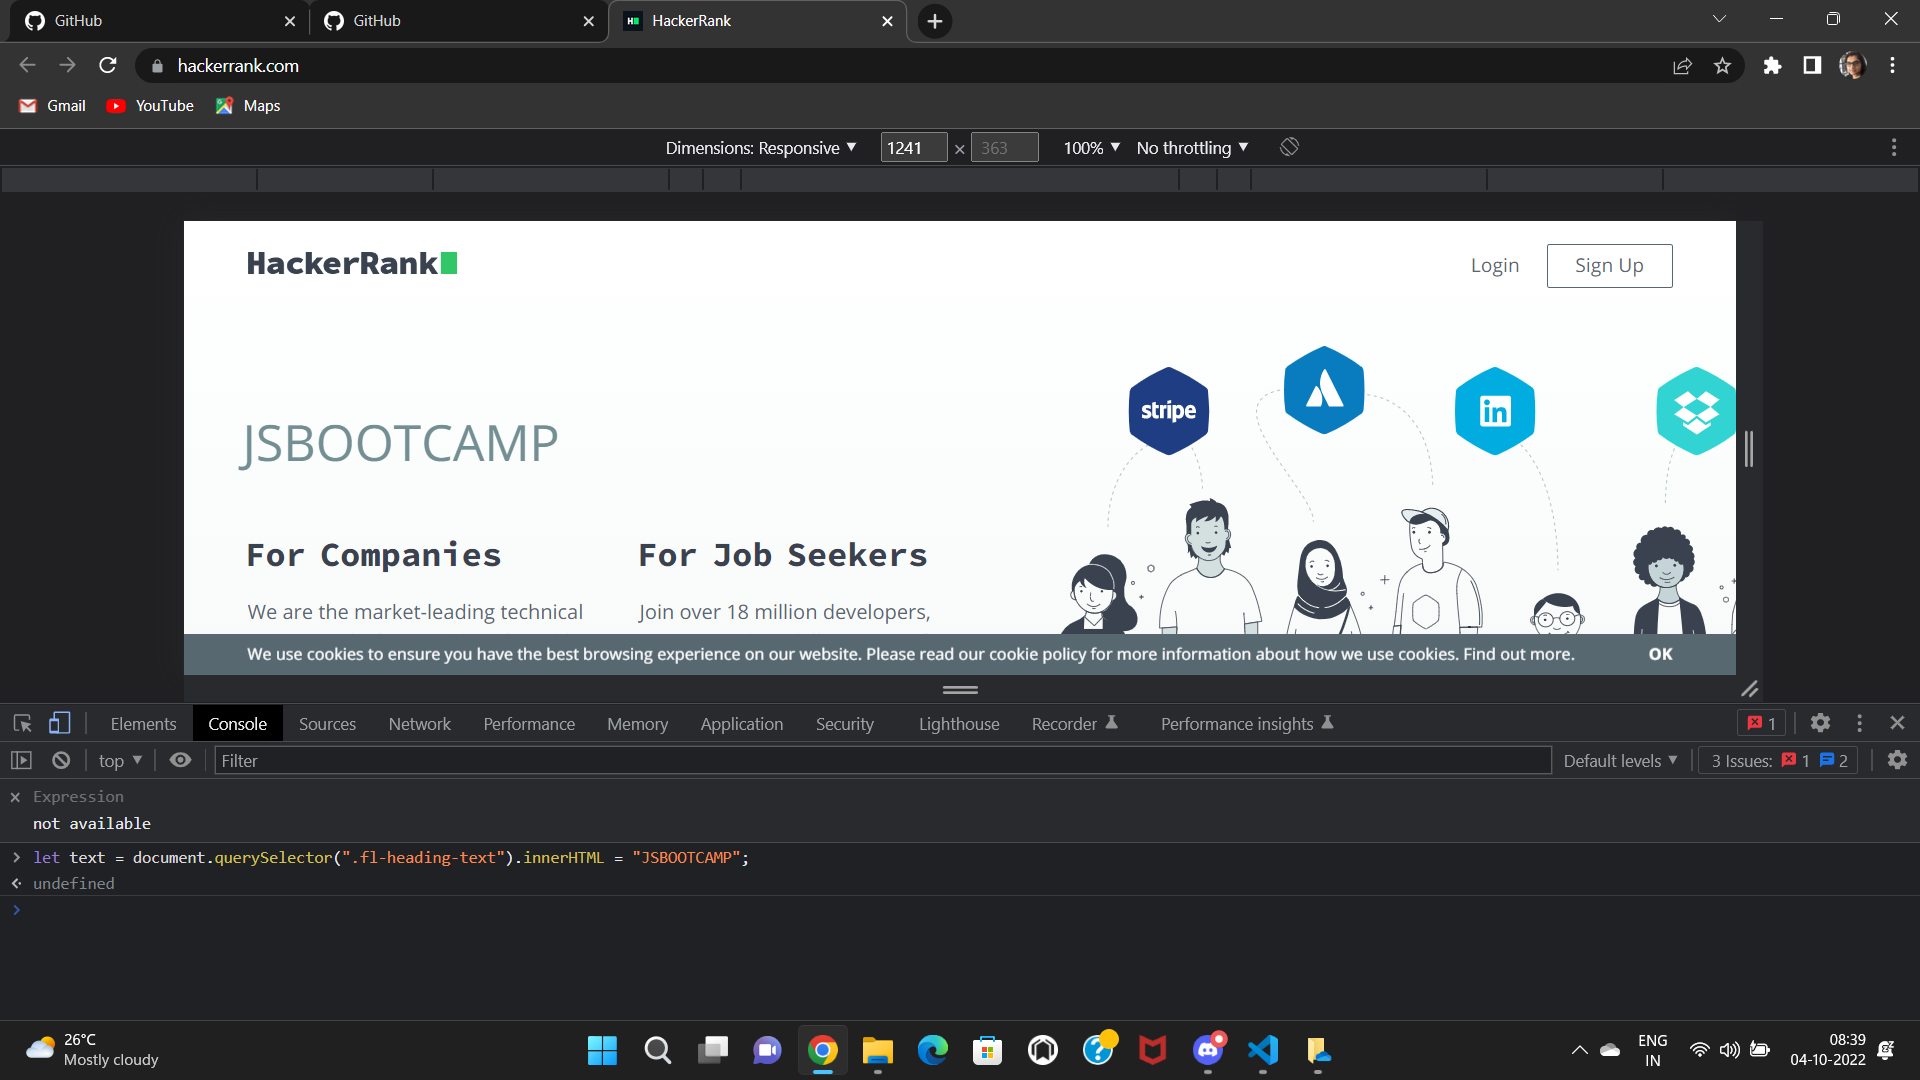 GitHub
GitHub
HackerRank
hackerrank.com
Gmail
YouTube
Maps
Dimensions: Responsive ▼ 1241 × 363 100% ▼ No throttling ▼
HackerRank
Login
Sign Up
stripe
in
JSBOOTCAMP
For Companies
For Job Seekers
We are the market-leading technical
Join over 18 million developers,
We use cookies to ensure you have the best browsing experience on our website. Please read our cookie policy for more information about how we use cookies. Find out more.
OK
Elements Console Sources Network Performance Memory Application Security Lighthouse Recorder Performance insights 1
top ▼ Filter Default levels ▼ 3 Issues: 1 2
Expression
not available
let text = document.querySelector(".fl-heading-text").innerHTML = "JSBOOTCAMP";
undefined
26°C
Mostly cloudy
ENG
IN
08:39
04-10-2022